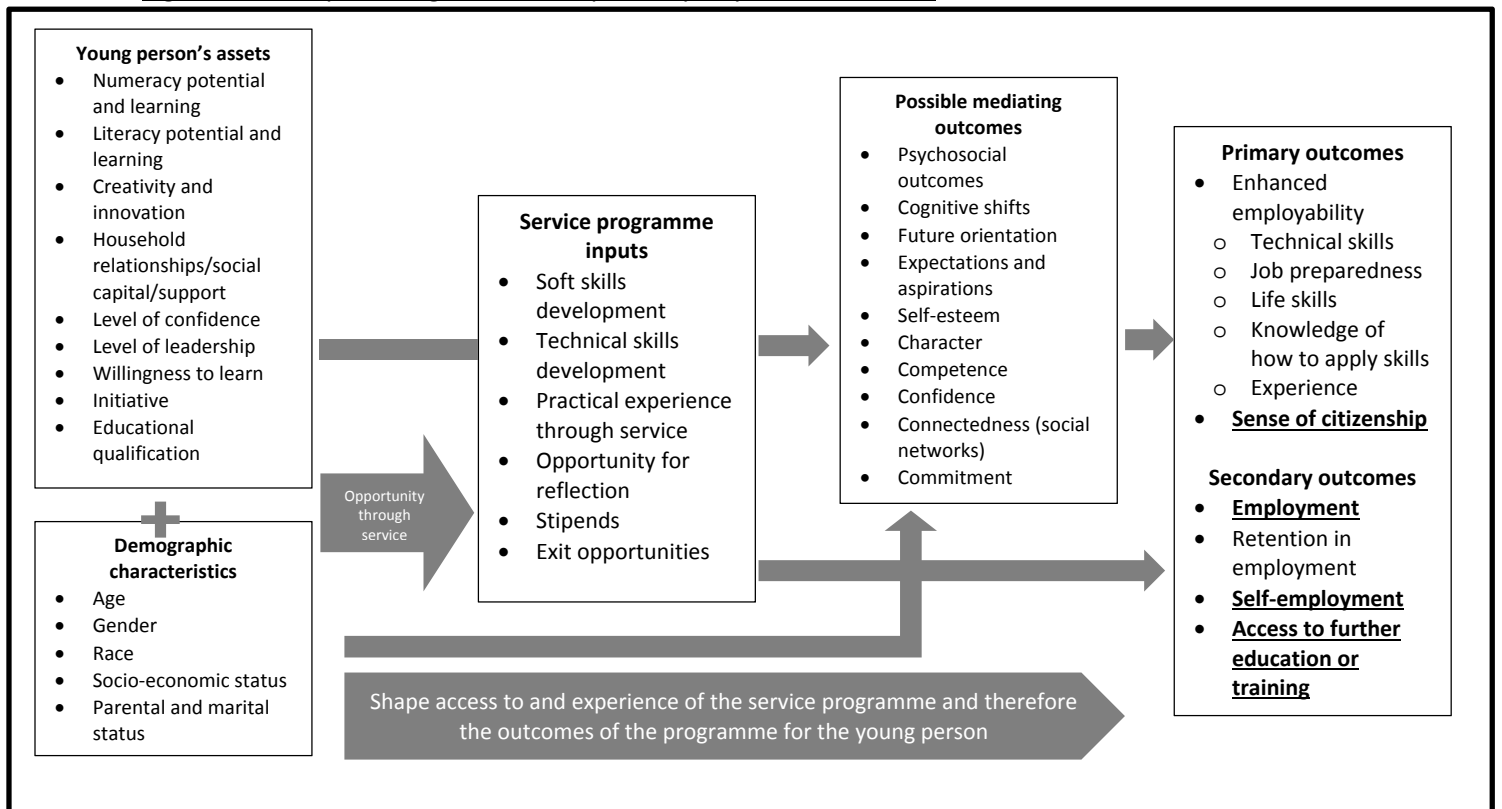 Young person's assets
• Numeracy potential
and learning
• Literacy potential and
learning
• Creativity and
innovation
• Household
relationships/social
capital/support
• Level of confidence
• Level of leadership
• Willingness to learn
• Initiative
• Educational
qualification
Demographic
characteristics
• Age
• Gender
• Race
• Socio-economic status
• Parental and marital
status
Opportunity
through
service
Service programme
inputs
• Soft skills
development
• Technical skills
development
• Practical experience
through service
• Opportunity for
reflection
• Stipends
• Exit opportunities
Possible mediating
outcomes
• Psychosocial
outcomes
• Cognitive shifts
• Future orientation
• Expectations and
aspirations
• Self-esteem
• Character
• Competence
• Confidence
• Connectedness (social
networks)
• Commitment
Primary outcomes
• Enhanced
employability
o Technical skills
o Job preparedness
o Life skills
o Knowledge of
how to apply skills
o Experience
• Sense of citizenship
Secondary outcomes
• Employment
• Retention in
employment
• Self-employment
• Access to further
education or
training
Shape access to and experience of the service programme and therefore
the outcomes of the programme for the young person